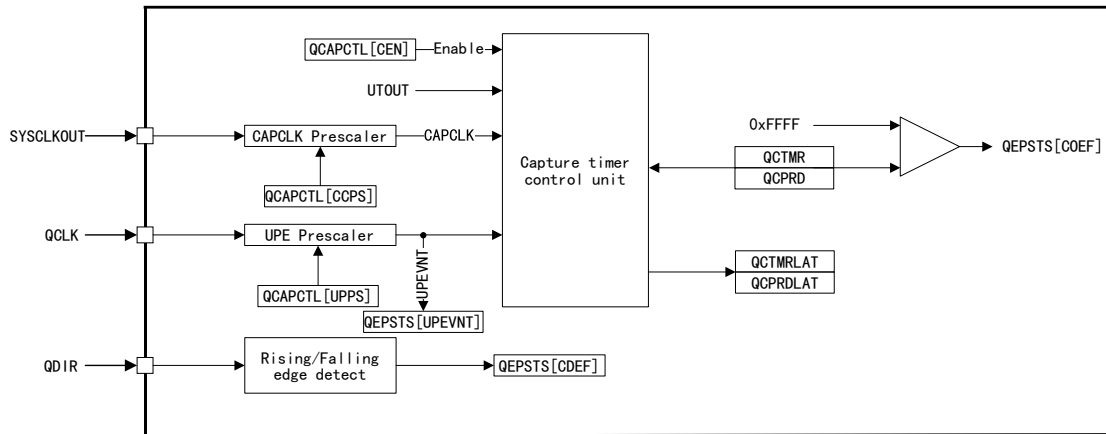 QCAPCTL[CEN]
Enable
UTOUT
SYSCLKOUT
CAPCLK Prescaler
CAPCLK
QCAPCTL[CCPS]
Capture timer
control unit
0xFFFF
QCTMR
QCPRD
QEPSTS[COEF]
QCLK
UPE Prescaler
UPEVNT
QCAPCTL[UPPS]
QEPSTS[UPEVNT]
QCTMRLAT
QCPRDLAT
QDIR
Rising/Falling
edge detect
QEPSTS[CDEF]